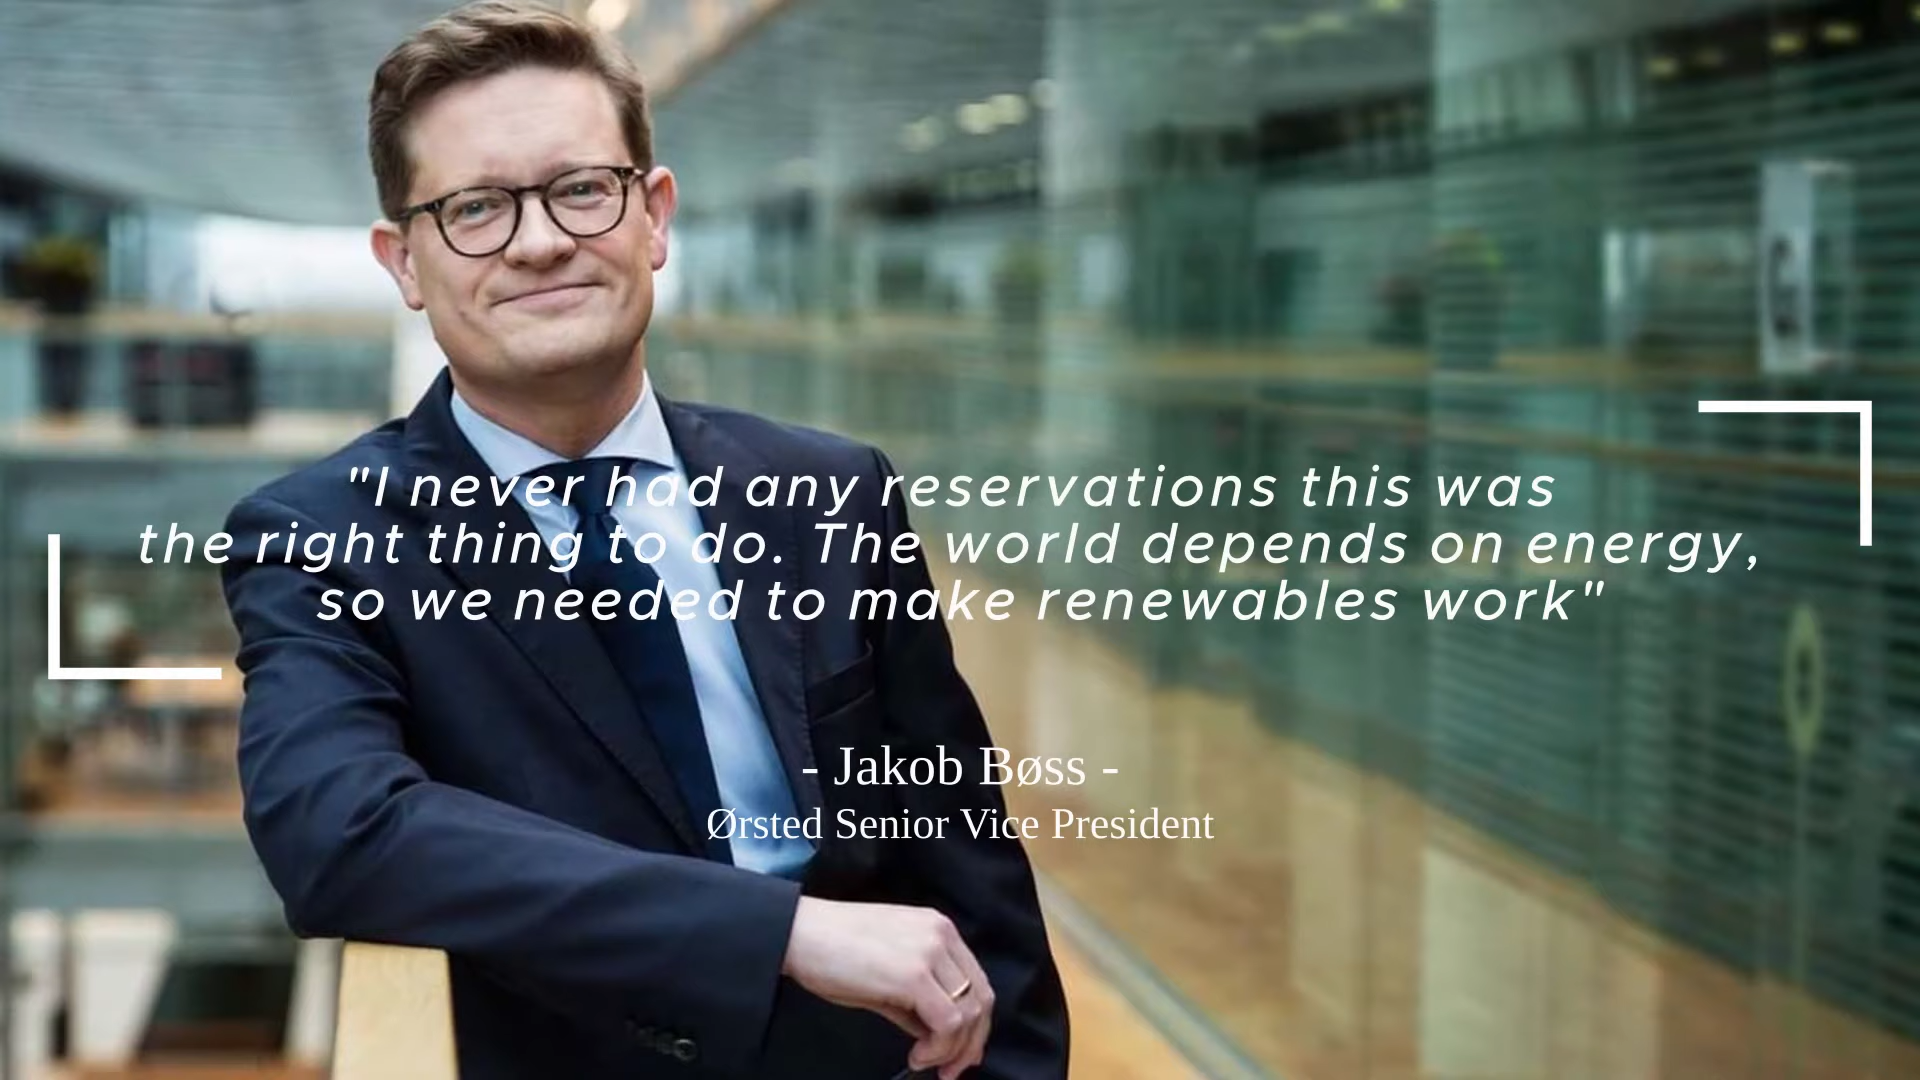 "I never had any reservations this was
the right thing to do. The world depends on energy,
so we needed to make renewables work"
- Jakob Bøss -
Ørsted Senior Vice President